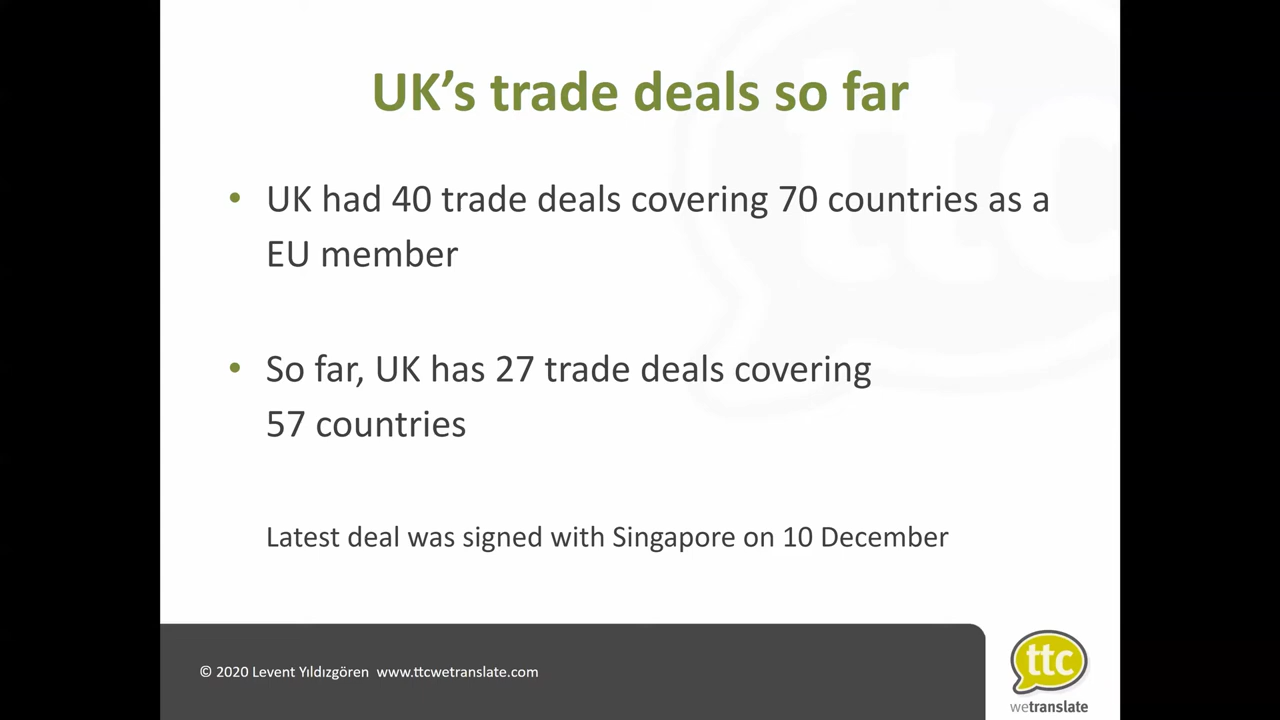 UK’s trade deals so far
• UK had 40 trade deals covering 70 countries as a
EU member
• So far, UK has 27 trade deals covering
57 countries
Latest deal was signed with Singapore on 10 December
© 2020 Levent Yıldızgören www.ttcwetranslate.com
ttc
wetranslate
ttc